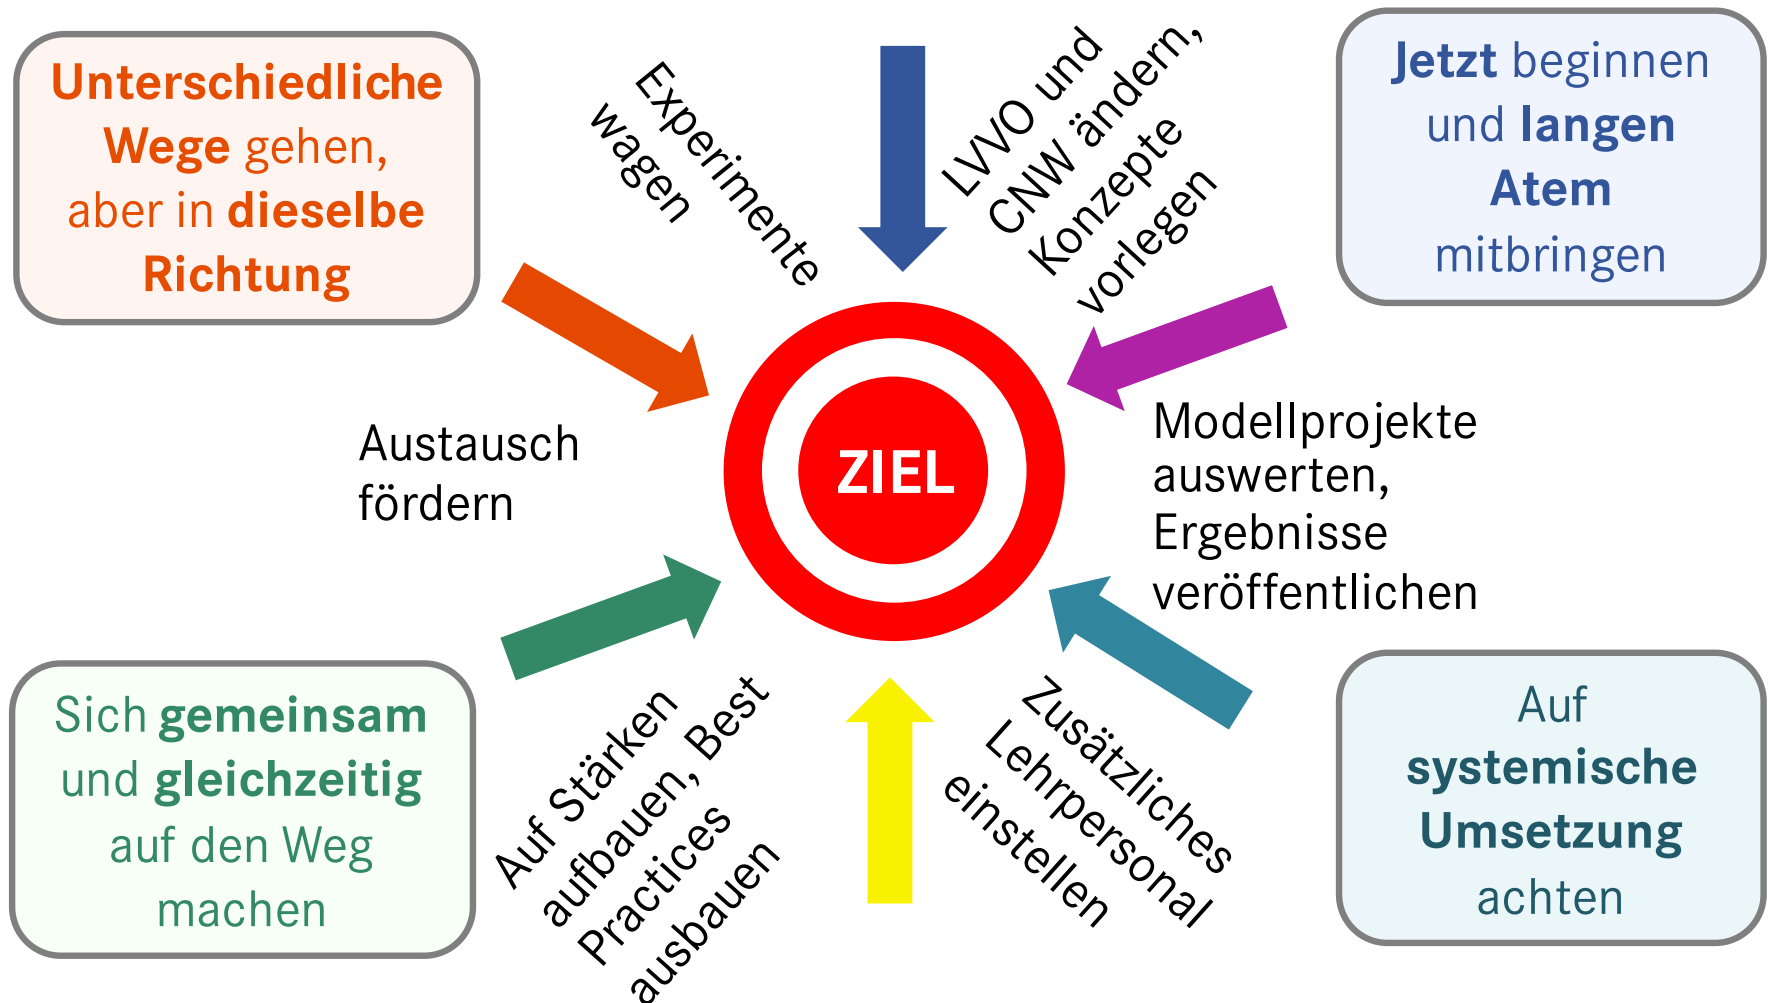 Unterschiedliche
Wege gehen,
aber in dieselbe
Richtung
Experimente
wagen
LVVO und
CNW ändern,
Konzepte
vorlegen
Jetzt beginnen
und langen
Atem
mitbringen
Austausch
fördern
ZIEL
Modellprojekte
auswerten,
Ergebnisse
veröffentlichen
Sich gemeinsam
und gleichzeitig
auf den Weg
machen
Auf Stärken
aufbauen, Best
Practices
ausbauen
Zusätzliches
Lehrpersonal
einstellen
Auf
systemische
Umsetzung
achten